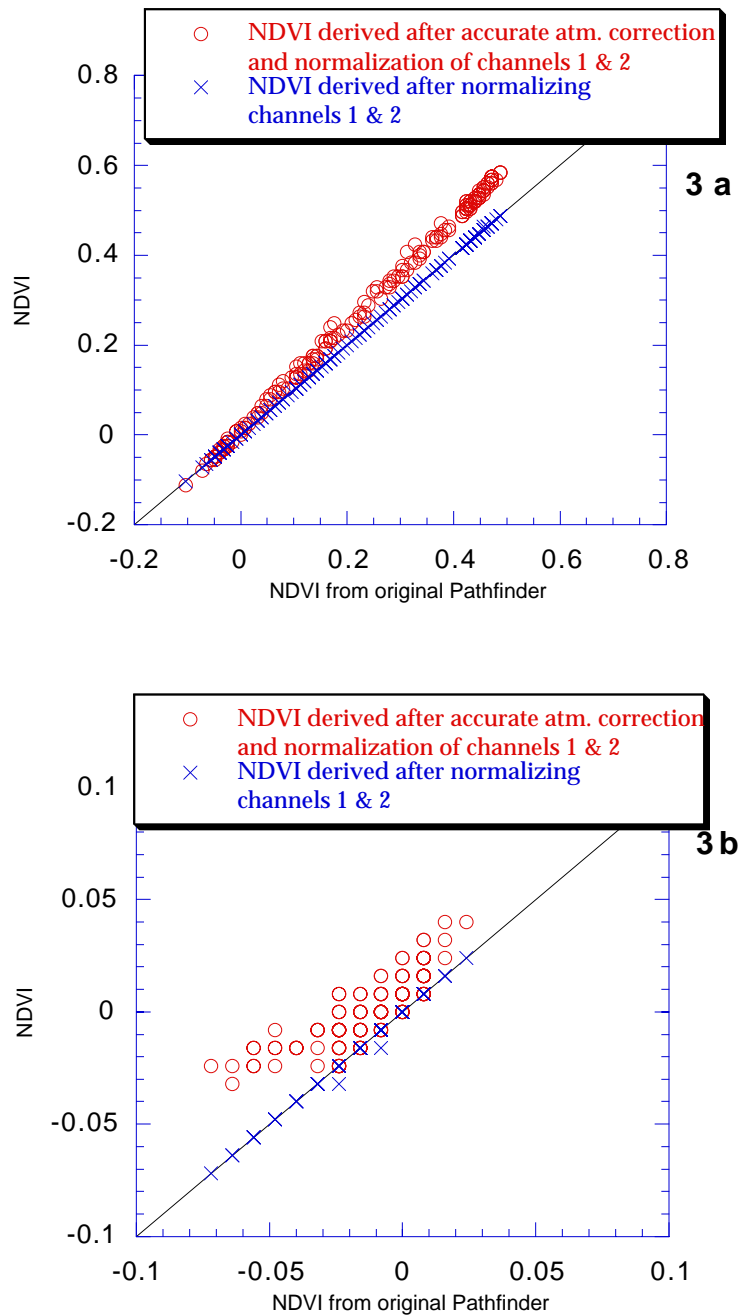 NDVI derived after accurate atm. correction
and normalization of channels 1 & 2
NDVI derived after normalizing
channels 1 & 2
0.8
0.6
0.4
0.2
0
-0.2
NDVI
3 a
-0.2 0 0.2 0.4 0.6 0.8
NDVI from original Pathfinder
NDVI derived after accurate atm. correction
and normalization of channels 1 & 2
NDVI derived after normalizing
channels 1 & 2
0.1
0.05
0
-0.05
-0.1
NDVI
3b
-0.1 -0.05 0 0.05 0.1
NDVI from original Pathfinder